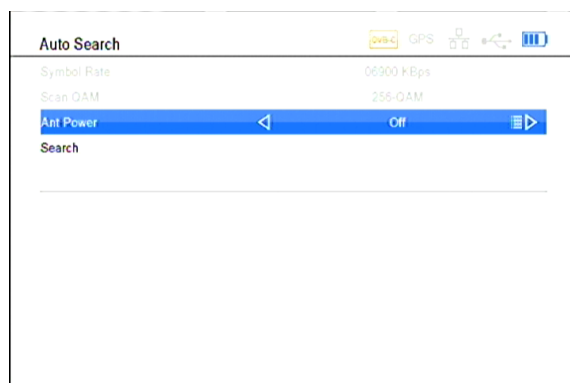 Auto Search DVB-C GPS
Symbol Rate 06900 KBps
Scan QAM 256-QAM
Ant Power Off
Search